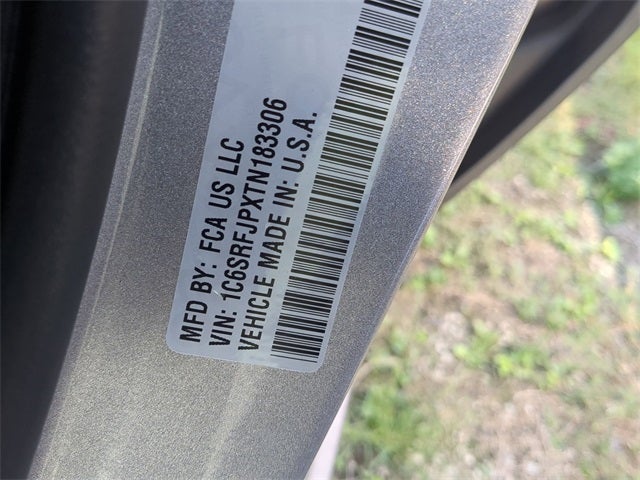 MFD BY: FCA US LLC
VIN: 1C6SRFJPXTN183306
VEHICLE MADE IN: U.S.A.